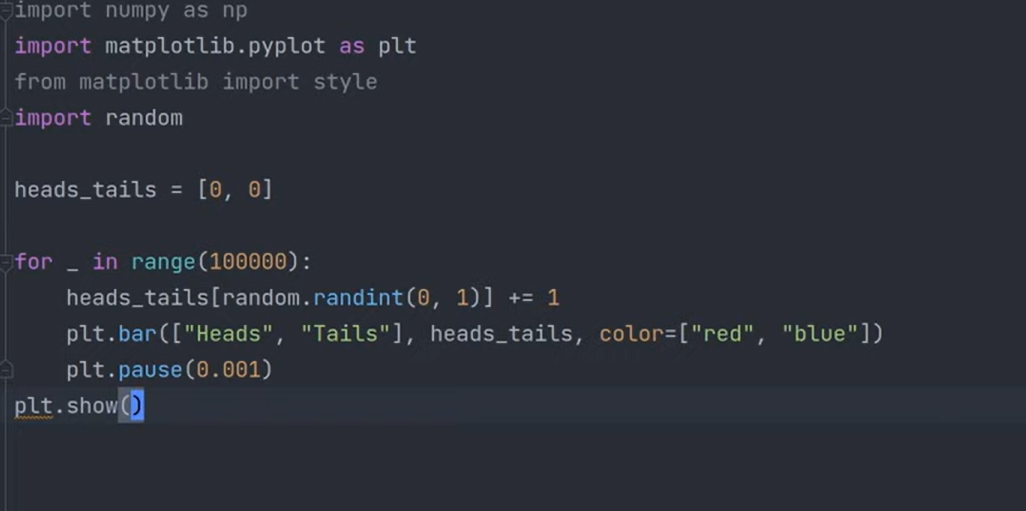 import numpy as np
import matplotlib.pyplot as plt
from matplotlib import style
import random
heads_tails = [0, 0]
for _ in range(100000):
    heads_tails[random.randint(0, 1)] += 1
    plt.bar(["Heads", "Tails"], heads_tails, color=["red", "blue"])
    plt.pause(0.001)
plt.show()